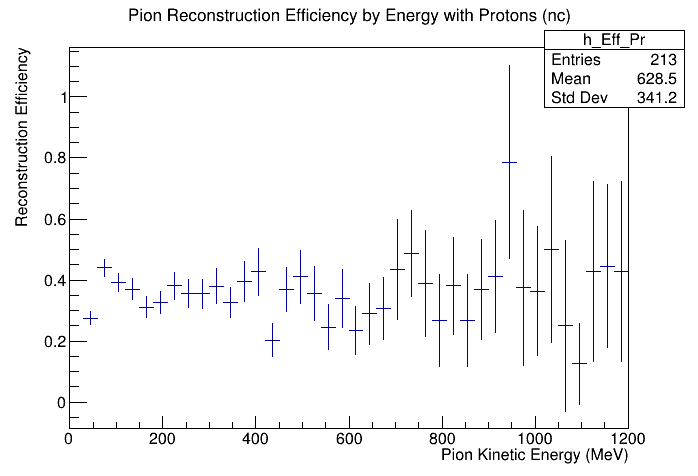 Pion Reconstruction Efficiency by Energy with Protons (nc)
h_Eff_Pr
Entries 213
Mean 628.5
Std Dev 341.2
Reconstruction Efficiency
1
0.8
0.6
0.4
0.2
0
0 200 400 600 800 1000 1200
Pion Kinetic Energy (MeV)